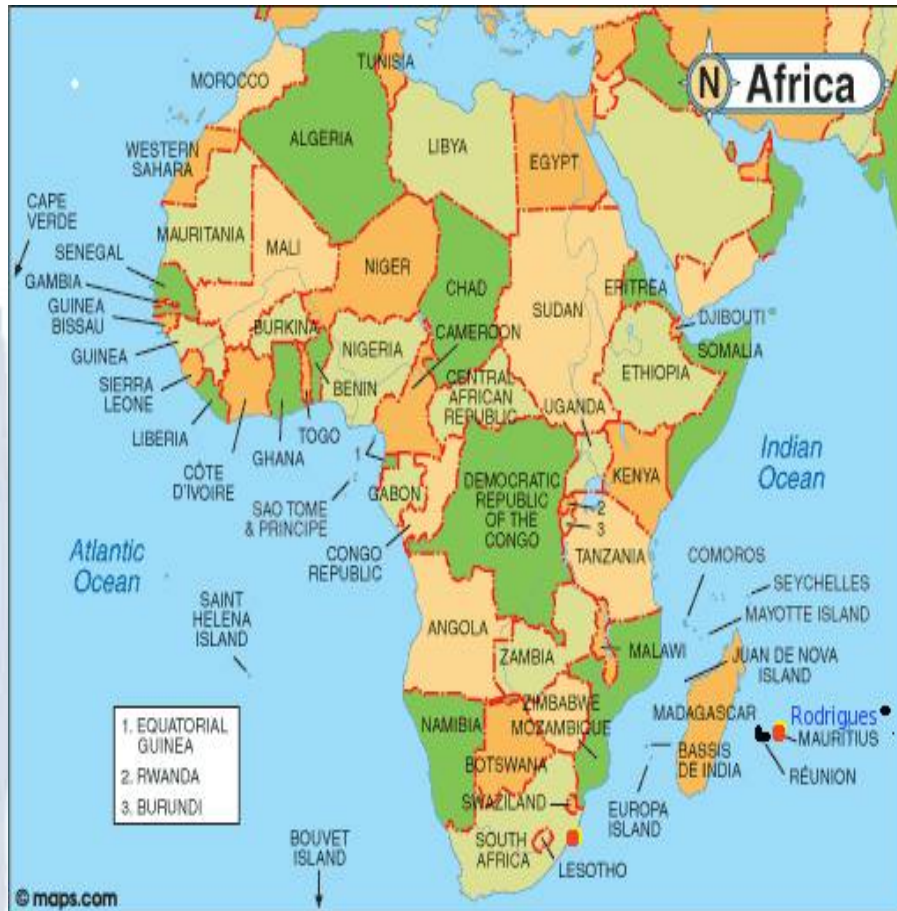 N Africa
TUNISIA
MOROCCO
ALGERIA
LIBYA
EGYPT
WESTERN
SAHARA
CAPE
VERDE
MAURITANIA
MALI
NIGER
CHAD
SUDAN
ERITREA
DJIBOUTI
SOMALIA
ETHIOPIA
SENEGAL
GAMBIA
GUINEA
BISSAU
GUINEA
SIERRA
LEONE
LIBERIA
CÔTE
D'IVOIRE
BURKINA
GHANA
TOGO
BENIN
NIGERIA
CAMEROON
CENTRAL
AFRICAN
REPUBLIC
UGANDA
KENYA
Indian
Ocean
1
SAO TOME
& PRINCIPE
GABON
CONGO
REPUBLIC
DEMOCRATIC
REPUBLIC
OF THE
CONGO
2
3
TANZANIA
Atlantic
Ocean
SAINT
HELENA
ISLAND
COMOROS
SEYCHELLES
MAYOTTE ISLAND
JUAN DE NOVA
ISLAND
ANGOLA
ZAMBIA
MALAWI
MADAGASCAR
Rodrigues
MAURITIUS
RÉUNION
1. EQUATORIAL
GUINEA
2. RWANDA
3. BURUNDI
NAMIBIA
ZIMBABWE
MOZAMBIQUE
BOTSWANA
BASSIS
DE INDIA
EUROPA
ISLAND
SWAZILAND
SOUTH
AFRICA
LESOTHO
BOUVET
ISLAND
© maps.com